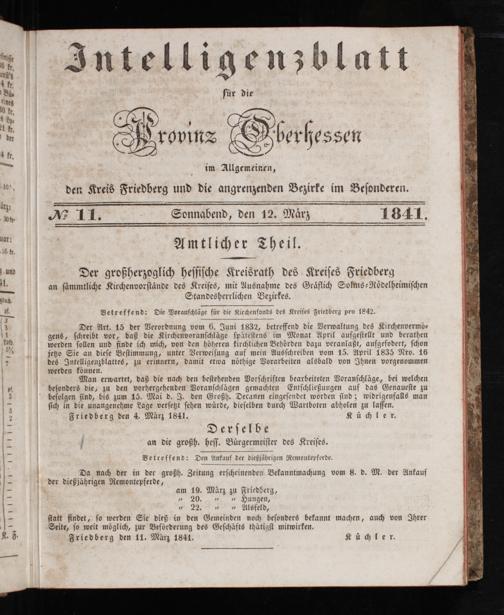 Intelligenzblatt
für die
Provinz Oberhessen
im Allgemeinen,
den Kreis Friedberg und die angrenzenden Bezirke im Besonderen.
№ 11. Sonnabend, den 12. März 1841.
Amtlicher Theil.
Der großherzoglich hessische Kreisrath des Kreises Friedberg
an sämmtliche Kirchenvorstände des Kreises, mit Ausnahme des Gräflich Solms-Rödelheimischen
Standesherrlichen Bezirkes.
Betreffend: Die Voranschläge für die Kirchenfonds des Kreises Friedberg pro 1842.
Der Art. 15 der Verordnung vom 6. Juni 1832, betreffend die Verwaltung des Kirchenvermö-
gens, schreibt vor, daß die Kirchenvoranschläge spätestens im Monat April aufgestellt und berathen
werden sollen und finde ich mich, von den höheren kirchlichen Behörden dazu veranlaßt, aufgefordert, schon
jetzt Sie an diese Bestimmung, unter Verweisung auf mein Ausschreiben vom 15. April 1835 Nro. 16
des Intelligenzblattes, zu erinnern, damit etwa nöthige Vorarbeiten alsbald von Ihnen vorgenommen
werden können.
Man erwartet, daß die nach den bestehenden Vorschriften bearbeiteten Voranschläge, bei welchen
besonders die, zu den vorhergehenden Voranschlägen gemachten Entschließungen auf das Genaueste zu
befolgen sind, bis zum 15. Mai d. J. den Großh. Decanen eingesendet worden sind; widrigenfalls man
sich in die unangenehme Lage versetzt sehen würde, dieselben durch Wartboten abholen zu lassen.
Friedberg den 4. März 1841. Küchler.
Derselbe
an die großh. hess. Bürgermeister des Kreises.
Betreffend: Den Ankauf der dießjährigen Remontepferde.
Da nach der in der großh. Zeitung erscheinenden Bekanntmachung vom 8. d. M. der Ankauf
der dießjährigen Remontepferde,
am 19. März zu Friedberg,
" 20. " " Hungen,
" 22. " " Alsfeld,
statt findet, so werden Sie dieß in den Gemeinden noch besonders bekannt machen, auch von Ihrer
Seite, so weit möglich, zur Beförderung des Geschäfts thätigst mitwirken.
Friedberg den 11. März 1841. Küchler.